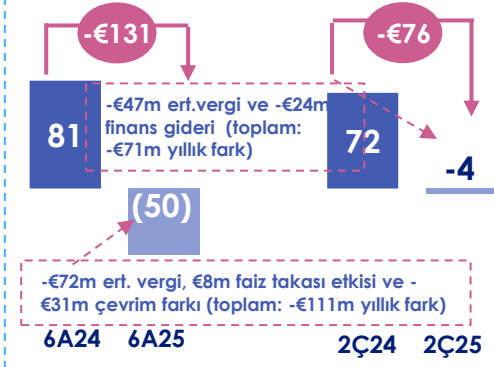 -€131
-€76
-€47m ert.vergi ve -€24m
finans gideri (toplam:
-€71m yıllık fark)
81
72
-4
(50)
-€72m ert. vergi, €8m faiz takası etkisi ve -
€31m çevrim farkı (toplam: -€111m yıllık fark)
6A24 6A25
2Ç24 2Ç25